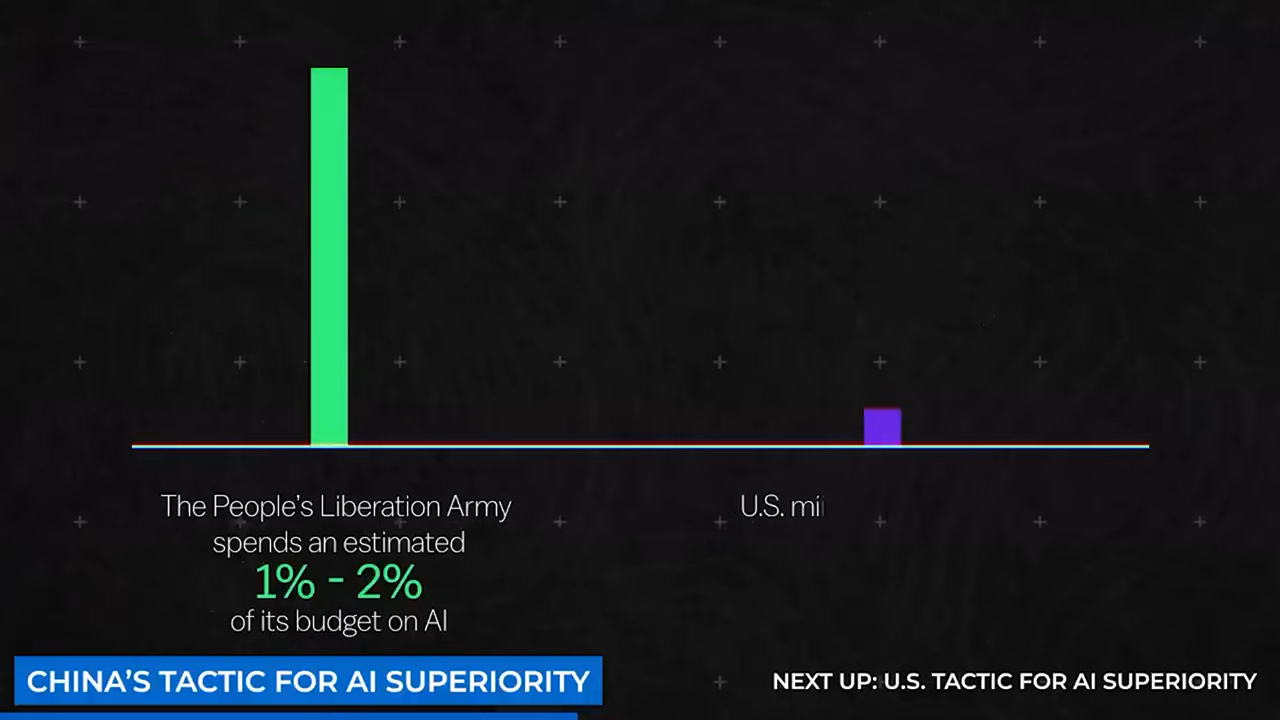 The People's Liberation Army
spends an estimated
1% - 2%
of its budget on AI
U.S. mi
CHINA'S TACTIC FOR AI SUPERIORITY
NEXT UP: U.S. TACTIC FOR AI SUPERIORITY